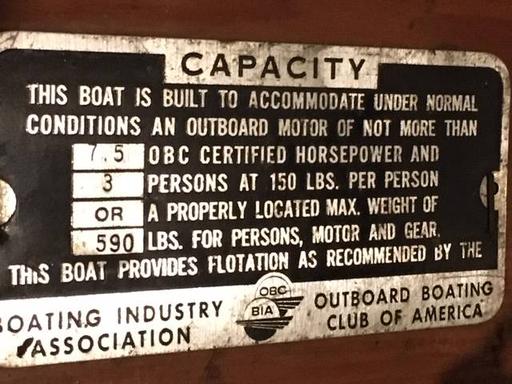 CAPACITY
THIS BOAT IS BUILT TO ACCOMMODATE UNDER NORMAL
CONDITIONS AN OUTBOARD MOTOR OF NOT MORE THAN
7.5 OBC CERTIFIED HORSEPOWER AND
3 PERSONS AT 150 LBS. PER PERSON
OR A PROPERLY LOCATED MAX. WEIGHT OF
590 LBS. FOR PERSONS, MOTOR AND GEAR.
THIS BOAT PROVIDES FLOTATION AS RECOMMENDED BY THE
BOATING INDUSTRY
ASSOCIATION
OBC
BIA
OUTBOARD BOATING
CLUB OF AMERICA